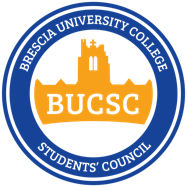 BRESCIA UNIVERSITY COLLEGE
BUCSC
STUDENTS' COUNCIL